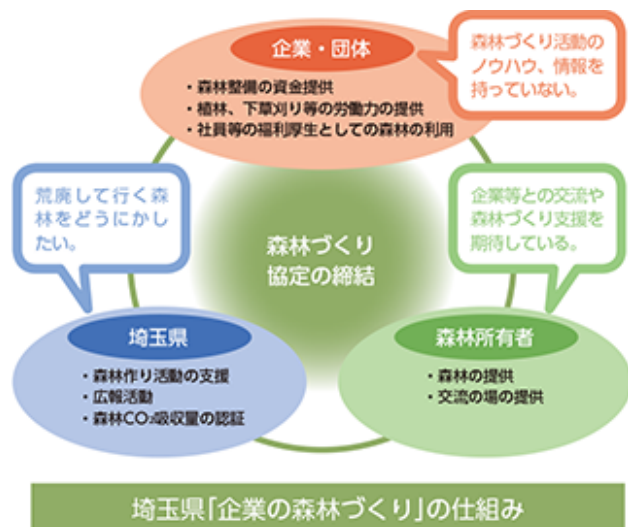 企業・団体
・森林整備の資金提供
・植林、下草刈り等の労働力の提供
・社員等の福利厚生としての森林の利用
森林づくり活動の
ノウハウ、情報を
持っていない。
荒廃して行く森
林をどうにかし
たい。
森林づくり
協定の締結
企業等との交流や
森林づくり支援を
期待している。
埼玉県
・森林作り活動の支援
・広報活動
・森林CO₂吸収量の認証
森林所有者
・森林の提供
・交流の場の提供
埼玉県「企業の森林づくり」の仕組み